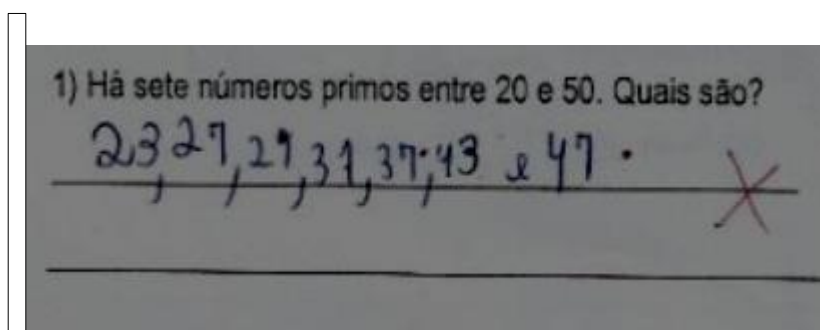 1) Há sete números primos entre 20 e 50. Quais são?
23, 27, 29, 31, 37, 43 e 47.